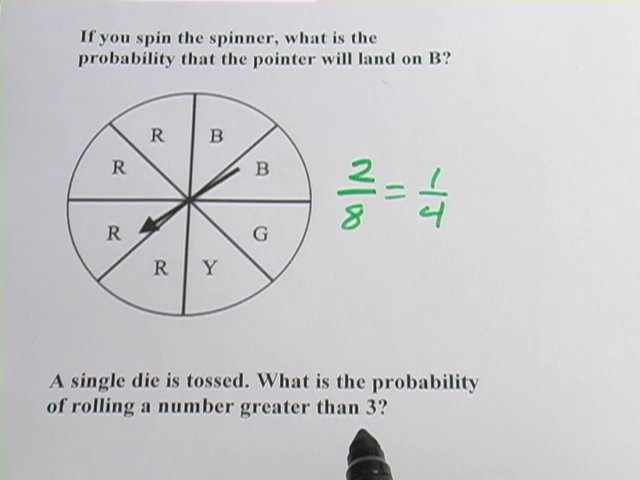 If you spin the spinner, what is the
probability that the pointer will land on B?
R B
R B
R G
R Y
2/8 = 1/4
A single die is tossed. What is the probability
of rolling a number greater than 3?